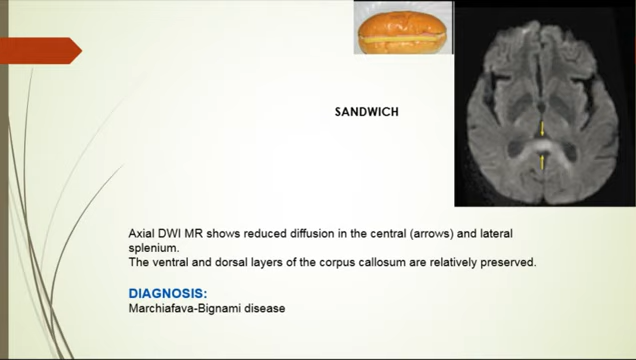 SANDWICH
Axial DWI MR shows reduced diffusion in the central (arrows) and lateral
splenium.
The ventral and dorsal layers of the corpus callosum are relatively preserved.
DIAGNOSIS:
Marchiafava-Bignami disease